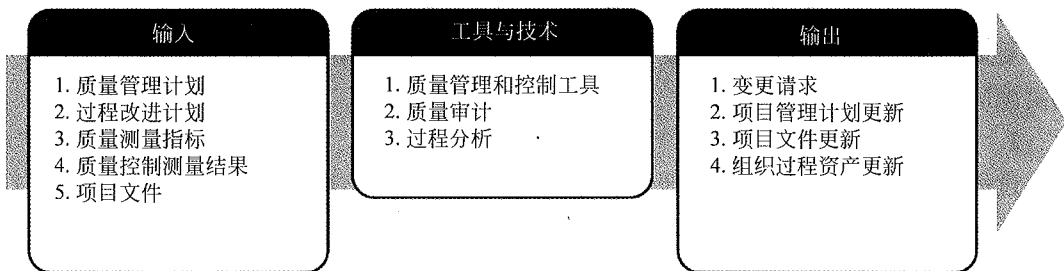 输入
1. 质量管理计划
2. 过程改进计划
3. 质量测量指标
4. 质量控制测量结果
5. 项目文件
工具与技术
1. 质量管理和控制工具
2. 质量审计
3. 过程分析
输出
1. 变更请求
2. 项目管理计划更新
3. 项目文件更新
4. 组织过程资产更新